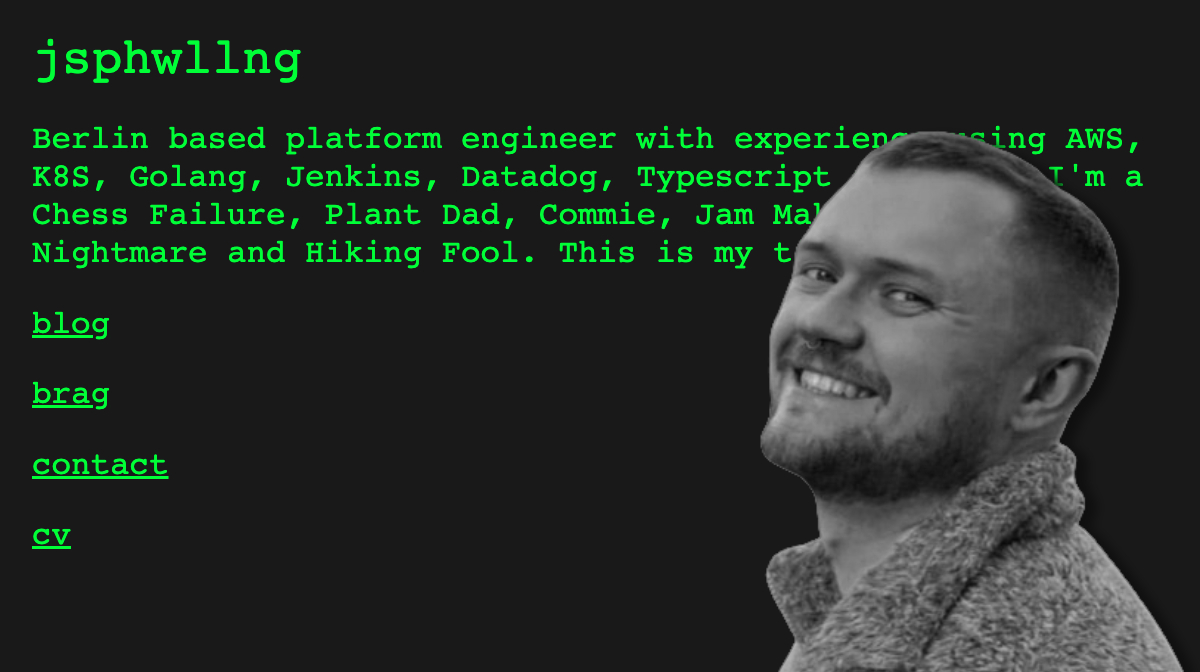 jsphwllng
Berlin based platform engineer with using AWS,
K8S, Golang, Jenkins, Datadog, Typescript I'm a
Chess Failure, Plant Dad, Commie, Jam
Nightmare and Hiking Fool. This is my
blog
brag
contact
cv